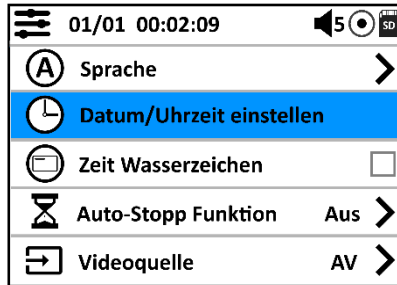 01/01 00:02:09 5 SD
A Sprache
Datum/Uhrzeit einstellen
Zeit Wasserzeichen
Auto-Stopp Funktion Aus
Videoquelle AV